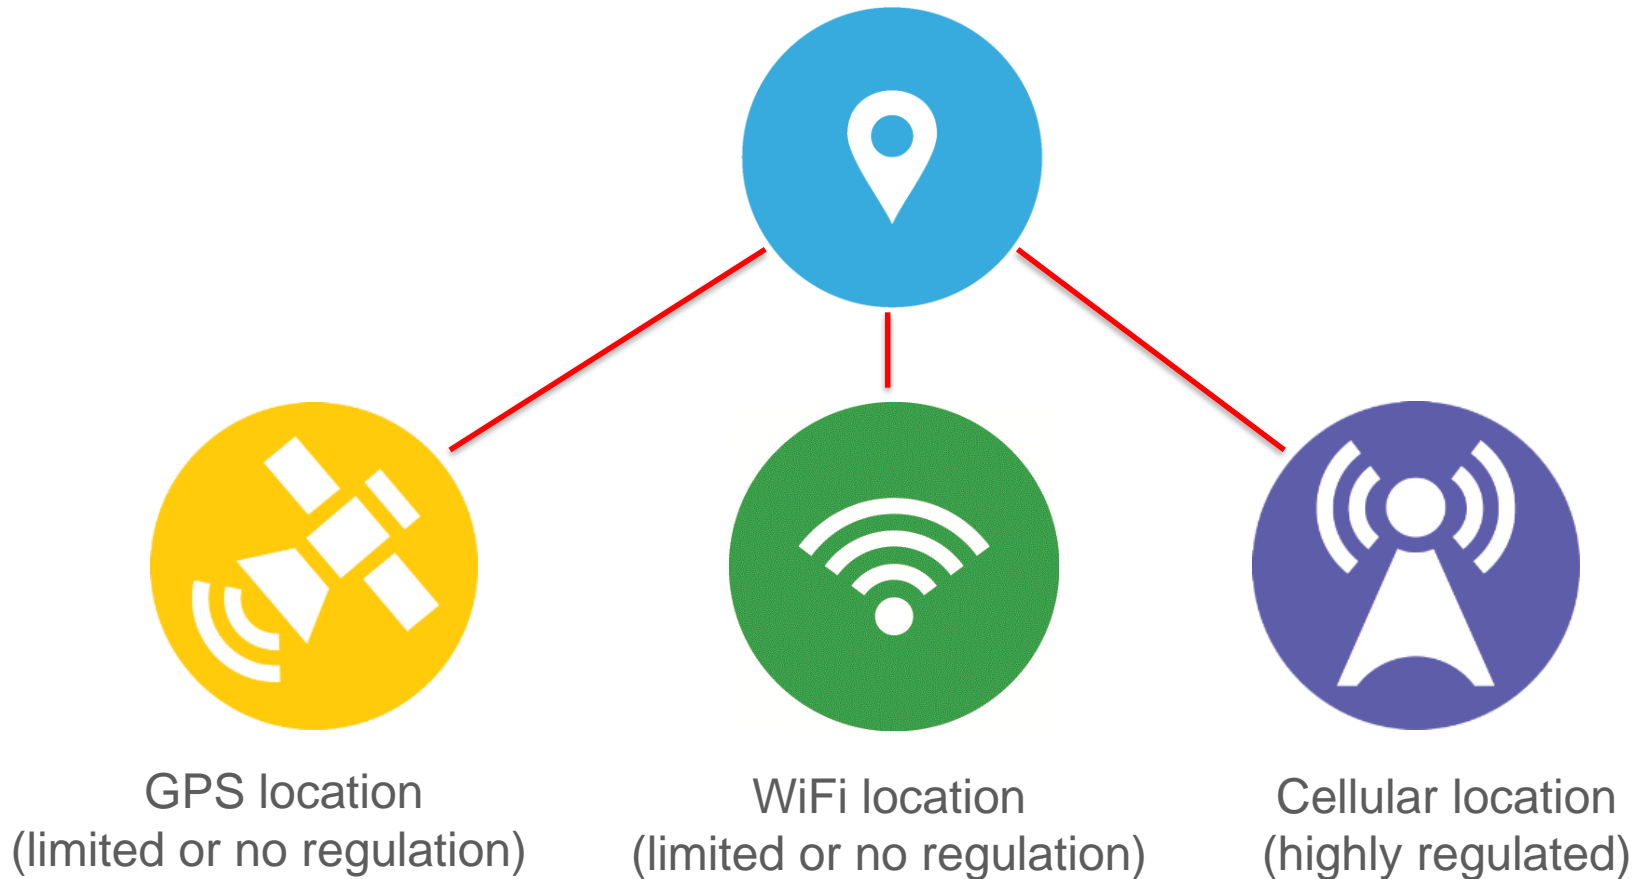 GPS location
(limited or no regulation)
WiFi location
(limited or no regulation)
Cellular location
(highly regulated)